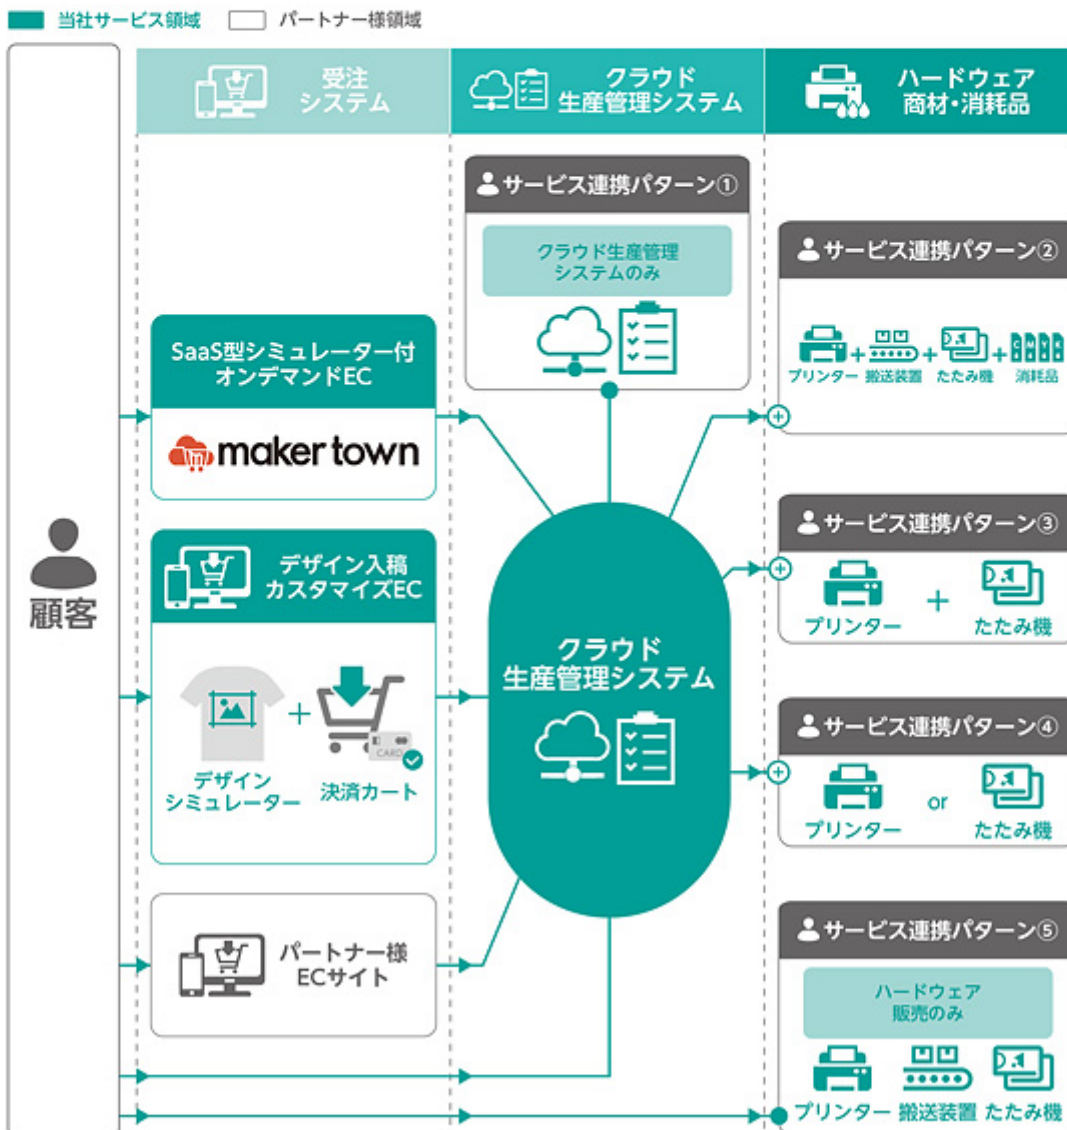 当社サービス領域
パートナー様領域
受注
システム
クラウド
生産管理システム
ハードウェア
商材・消耗品
顧客
SaaS型シミュレーター付
オンデマンドEC
maker town
デザイン入稿
カスタマイズEC
デザイン
シミュレーター
+
決済カート
CARD
パートナー様
ECサイト
サービス連携パターン①
クラウド生産管理
システムのみ
クラウド
生産管理システム
サービス連携パターン②
プリンター+搬送装置+たたみ機+消耗品
CMYK
サービス連携パターン③
プリンター + たたみ機
サービス連携パターン④
プリンター or たたみ機
サービス連携パターン⑤
ハードウェア
販売のみ
プリンター 搬送装置 たたみ機